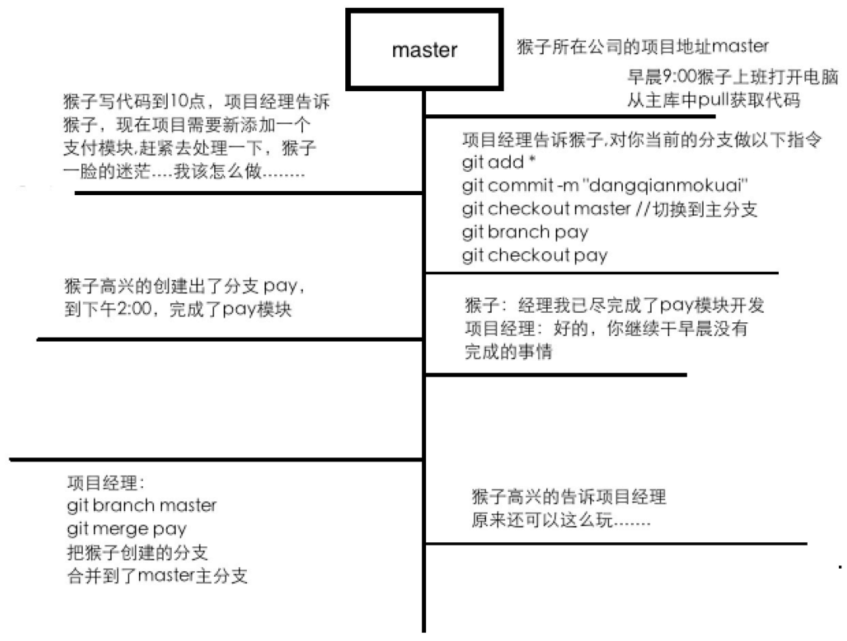 master
猴子所在公司的项目地址master
早晨9:00猴子上班打开电脑
从主库中pull获取代码
猴子写代码到10点，项目经理告诉
猴子，现在项目需要新添加一个
支付模块,赶紧去处理一下，猴子
一脸的迷茫....我该怎么做........
项目经理告诉猴子,对你当前的分支做以下指令
git add *
git commit -m "dangqianmokuai"
git checkout master //切换到主分支
git branch pay
git checkout pay
猴子高兴的创建出了分支 pay，
到下午2:00，完成了pay模块
猴子：经理我已尽完成了pay模块开发
项目经理：好的，你继续干早晨没有
完成的事情
项目经理：
git branch master
git merge pay
把猴子创建的分支
合并到了master主分支
猴子高兴的告诉项目经理
原来还可以这么玩.......